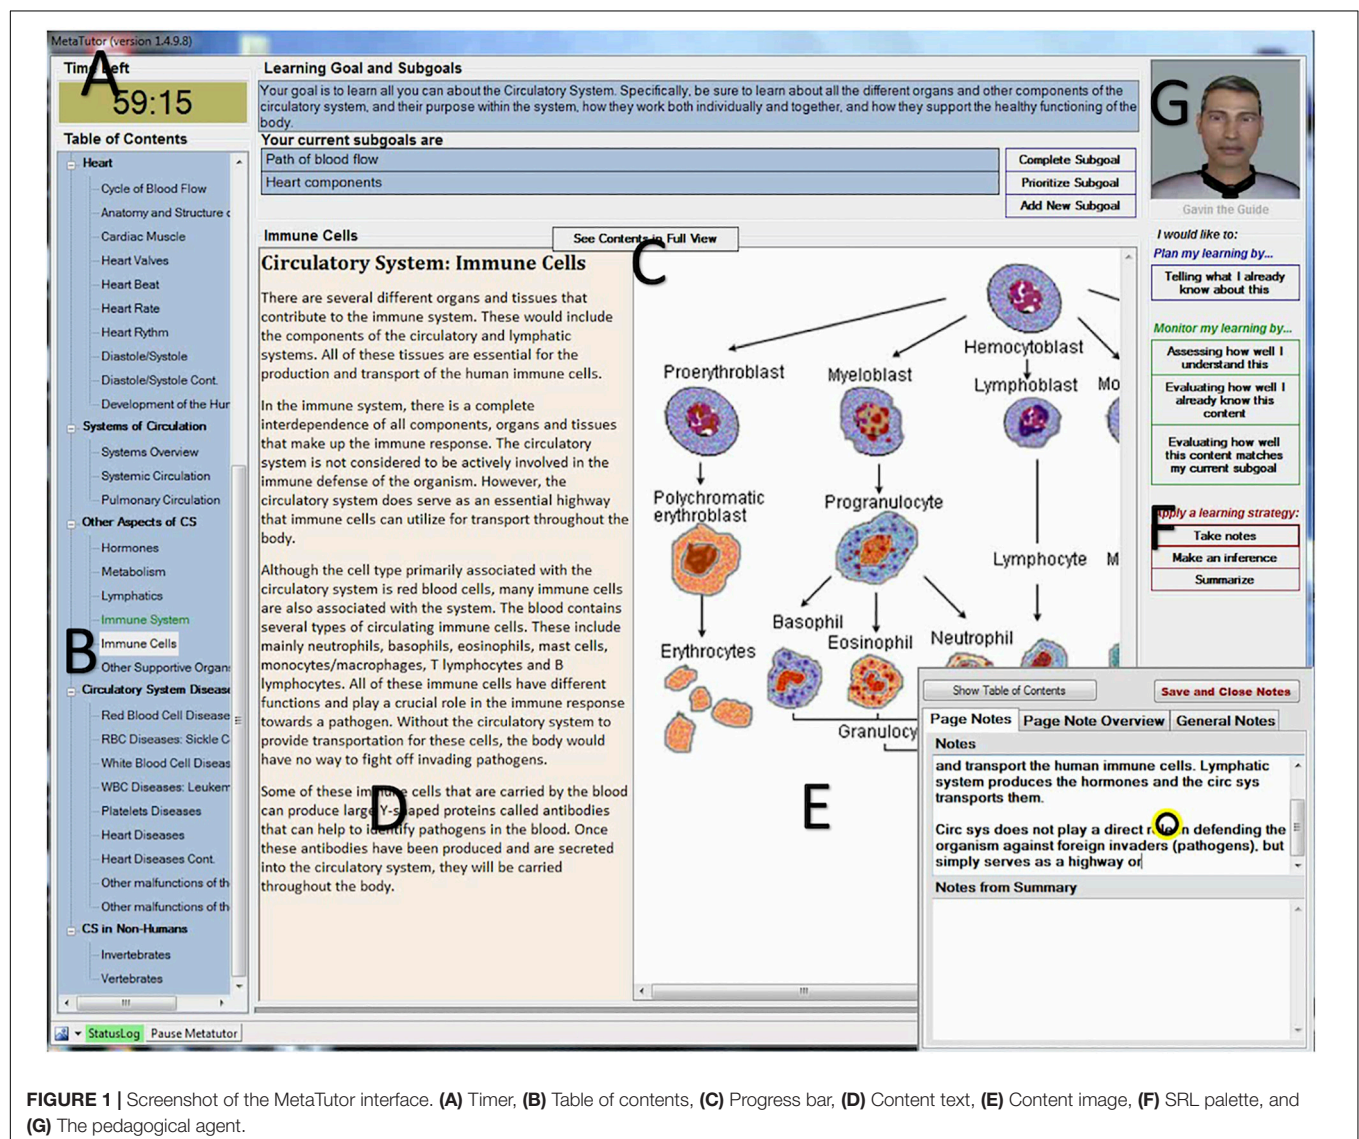 MetaTutor (version 1.4.9.8)
Time Left
A
59:15
Table of Contents
Heart
Cycle of Blood Flow
Anatomy and Structure
Cardiac Muscle
Heart Valves
Heart Beat
Heart Rate
Heart Rythm
Diastole/Systole
Diastole/Systole Cont.
Development of the Hur
Systems of Circulation
Systems Overview
Systemic Circulation
Pulmonary Circulation
Other Aspects of CS
Hormones
Metabolism
Lymphatics
Immune System
Immune Cells
B
Other Supportive Organ
Circulatory System Disease
Red Blood Cell Disease
RBC Diseases: Sickle C
White Blood Cell Diseas
WBC Diseases: Leukem
Platelets Diseases
Heart Diseases
Heart Diseases Cont.
Other malfunctions of th
Other malfunctions of th
CS in Non-Humans
Invertebrates
Vertebrates
StatusLog Pause Metatutor
Learning Goal and Subgoals
Your goal is to learn all you can about the Circulatory System. Specifically, be sure to learn about all the different organs and other components of the
circulatory system, and their purpose within the system, how they work both individually and together, and how they support the healthy functioning of the
body.
Your current subgoals are
Path of blood flow
Heart components
Complete Subgoal
Prioritize Subgoal
Add New Subgoal
Immune Cells
See Contents in Full View
C
Circulatory System: Immune Cells
There are several different organs and tissues that
contribute to the immune system. These would include
the components of the circulatory and lymphatic
systems. All of these tissues are essential for the
production and transport of the human immune cells.
In the immune system, there is a complete
interdependence of all components, organs and tissues
that make up the immune response. The circulatory
system is not considered to be actively involved in the
immune defense of the organism. However, the
circulatory system does serve as an essential highway
that immune cells can utilize for transport throughout the
body.
Although the cell type primarily associated with the
circulatory system is red blood cells, many immune cells
are also associated with the system. The blood contains
several types of circulating immune cells. These include
mainly neutrophils, basophils, eosinophils, mast cells,
monocytes/macrophages, T lymphocytes and B
lymphocytes. All of these immune cells have different
functions and play a crucial role in the immune response
towards a pathogen. Without the circulatory system to
provide transportation for these cells, the body would
have no way to fight off invading pathogens.
Some of these immune cells that are carried by the blood
can produce large Y-shaped proteins called antibodies
that can help to identify pathogens in the blood. Once
these antibodies have been produced and are secreted
into the circulatory system, they will be carried
throughout the body.
D
Hemocytoblast
Proerythroblast
Myeloblast
Lymphoblast
Mo
Polychromatic
erythroblast
Progranulocyte
Lymphocyte
M
Basophil
Eosinophil
Neutrophil
Erythrocytes
Granulocy
E
G
Gavin the Guide
I would like to:
Plan my learning by...
Telling what I already
know about this
Monitor my learning by...
Assessing how well I
understand this
Evaluating how well I
already know this
content
Evaluating how well
this content matches
my current subgoal
F
Apply a learning strategy:
Take notes
Make an inference
Summarize
Show Table of Contents
Save and Close Notes
Page Notes Page Note Overview General Notes
Notes
and transport the human immune cells. Lymphatic
system produces the hormones and the circ sys
transports them.
Circ sys does not play a direct role in defending the
organism against foreign invaders (pathogens). but
simply serves as a highway or
Notes from Summary
FIGURE 1 | Screenshot of the MetaTutor interface. (A) Timer, (B) Table of contents, (C) Progress bar, (D) Content text, (E) Content image, (F) SRL palette, and
(G) The pedagogical agent.